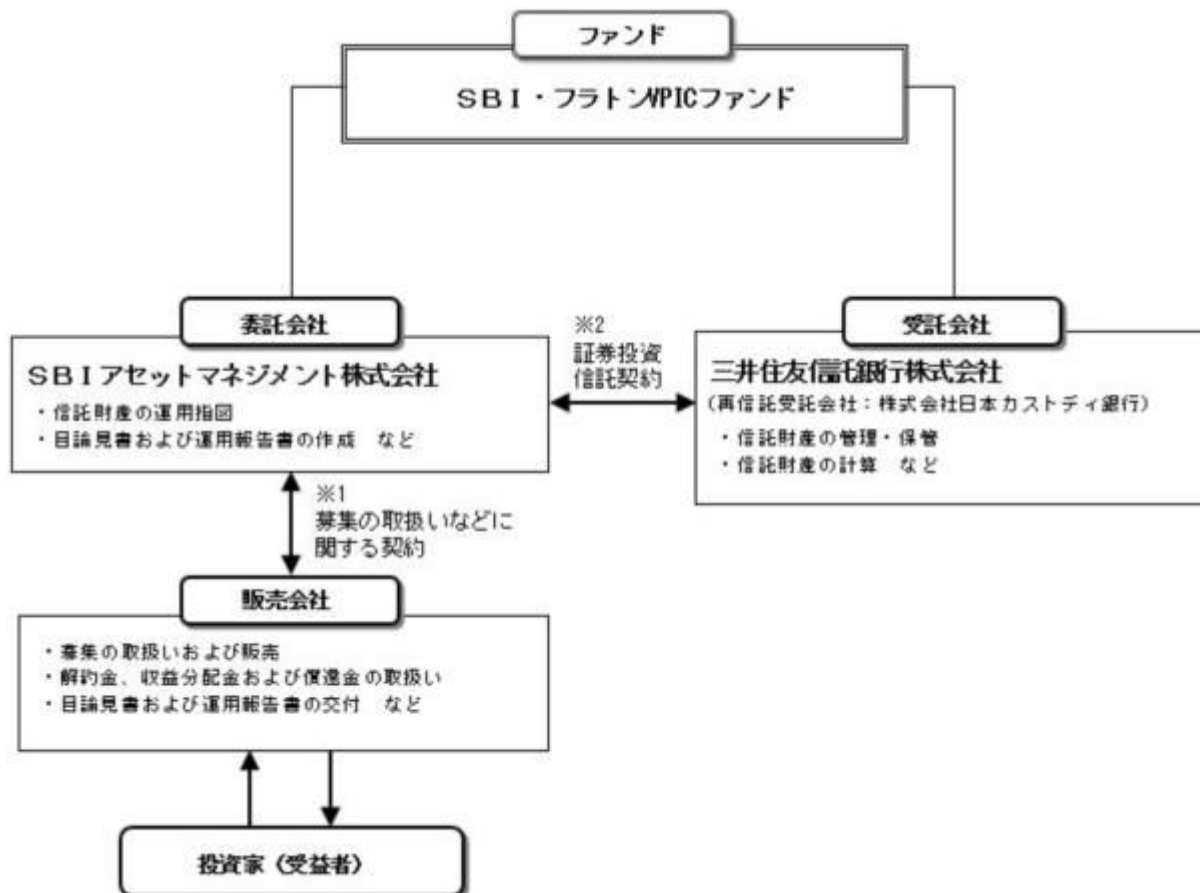 ファンド
ＳＢＩ・フラトンVPICファンド
委託会社
ＳＢＩアセットマネジメント株式会社
・信託財産の運用指図
・目論見書および運用報告書の作成　など
※2
証券投資
信託契約
受託会社
三井住友信託銀行株式会社
(再信託受託会社：株式会社日本カストディ銀行)
・信託財産の管理・保管
・信託財産の計算　など
※1
募集の取扱いなどに
関する契約
販売会社
・募集の取扱いおよび販売
・解約金、収益分配金および償還金の取扱い
・目論見書および運用報告書の交付　など
投資家（受益者）